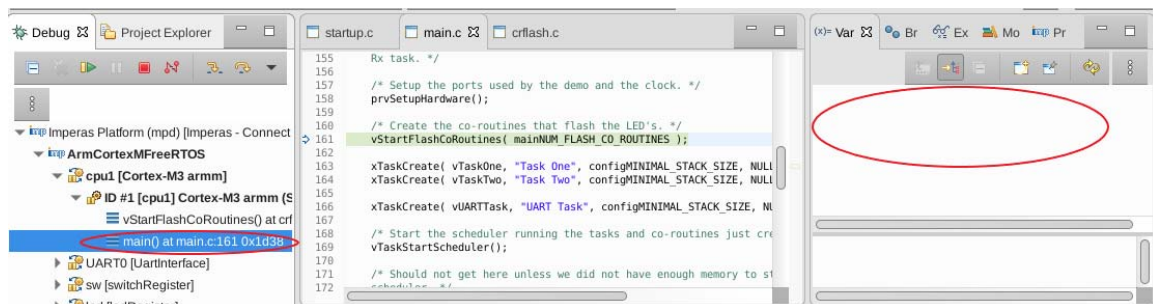 Debug Project Explorer
Imperas Platform (mpd) [Imperas - Connect
ArmCortexMFreeRTOS
cpu1 [Cortex-M3 armm]
ID #1 [cpu1] Cortex-M3 armm (S
vStartFlashCoRoutines() at crf
main() at main.c:161 0x1d38
UART0 [UartInterface]
sw [switchRegister]
startup.c main.c crflash.c
155 Rx task. */
156
157 /* Setup the ports used by the demo and the clock. */
158 prvSetupHardware();
159
160 /* Create the co-routines that flash the LED's. */
161 vStartFlashCoRoutines( mainNUM_FLASH_CO_ROUTINES );
162
163 xTaskCreate( vTaskOne, "Task One", configMINIMAL_STACK_SIZE, NULL
164 xTaskCreate( vTaskTwo, "Task Two", configMINIMAL_STACK_SIZE, NULL
165
166 xTaskCreate( vUARTTask, "UART Task", configMINIMAL_STACK_SIZE, NU
167
168 /* Start the scheduler running the tasks and co-routines just cre
169 vTaskStartScheduler();
170
171 /* Should not get here unless we did not have enough memory to st
172 scheduler. */
(x)= Var Br Ex Mo Pr